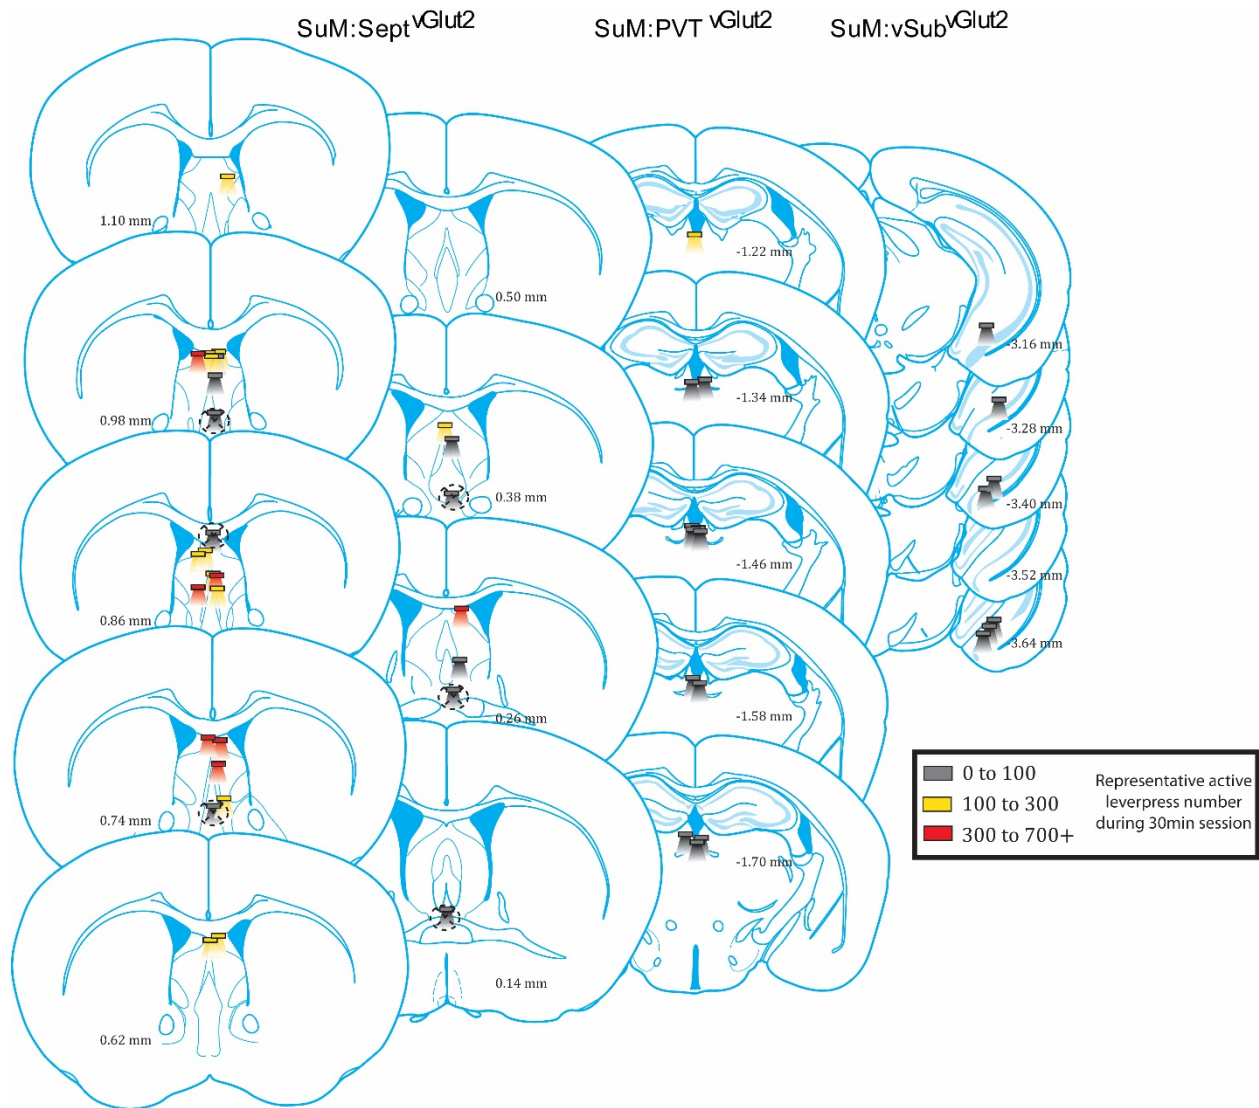 SuM:Sept^vGlut2 SuM:PVT ^vGlut2 SuM:vSub^vGlut2
1.10 mm
0.98 mm
0.86 mm
0.74 mm
0.62 mm
0.50 mm
0.38 mm
0.26 mm
0.14 mm
-1.22 mm
-1.34 mm
-1.46 mm
-1.58 mm
-1.70 mm
-3.16 mm
-3.28 mm
-3.40 mm
-3.52 mm
-3.64 mm
0 to 100
100 to 300
300 to 700+
Representative active
leverpress number
during 30min session